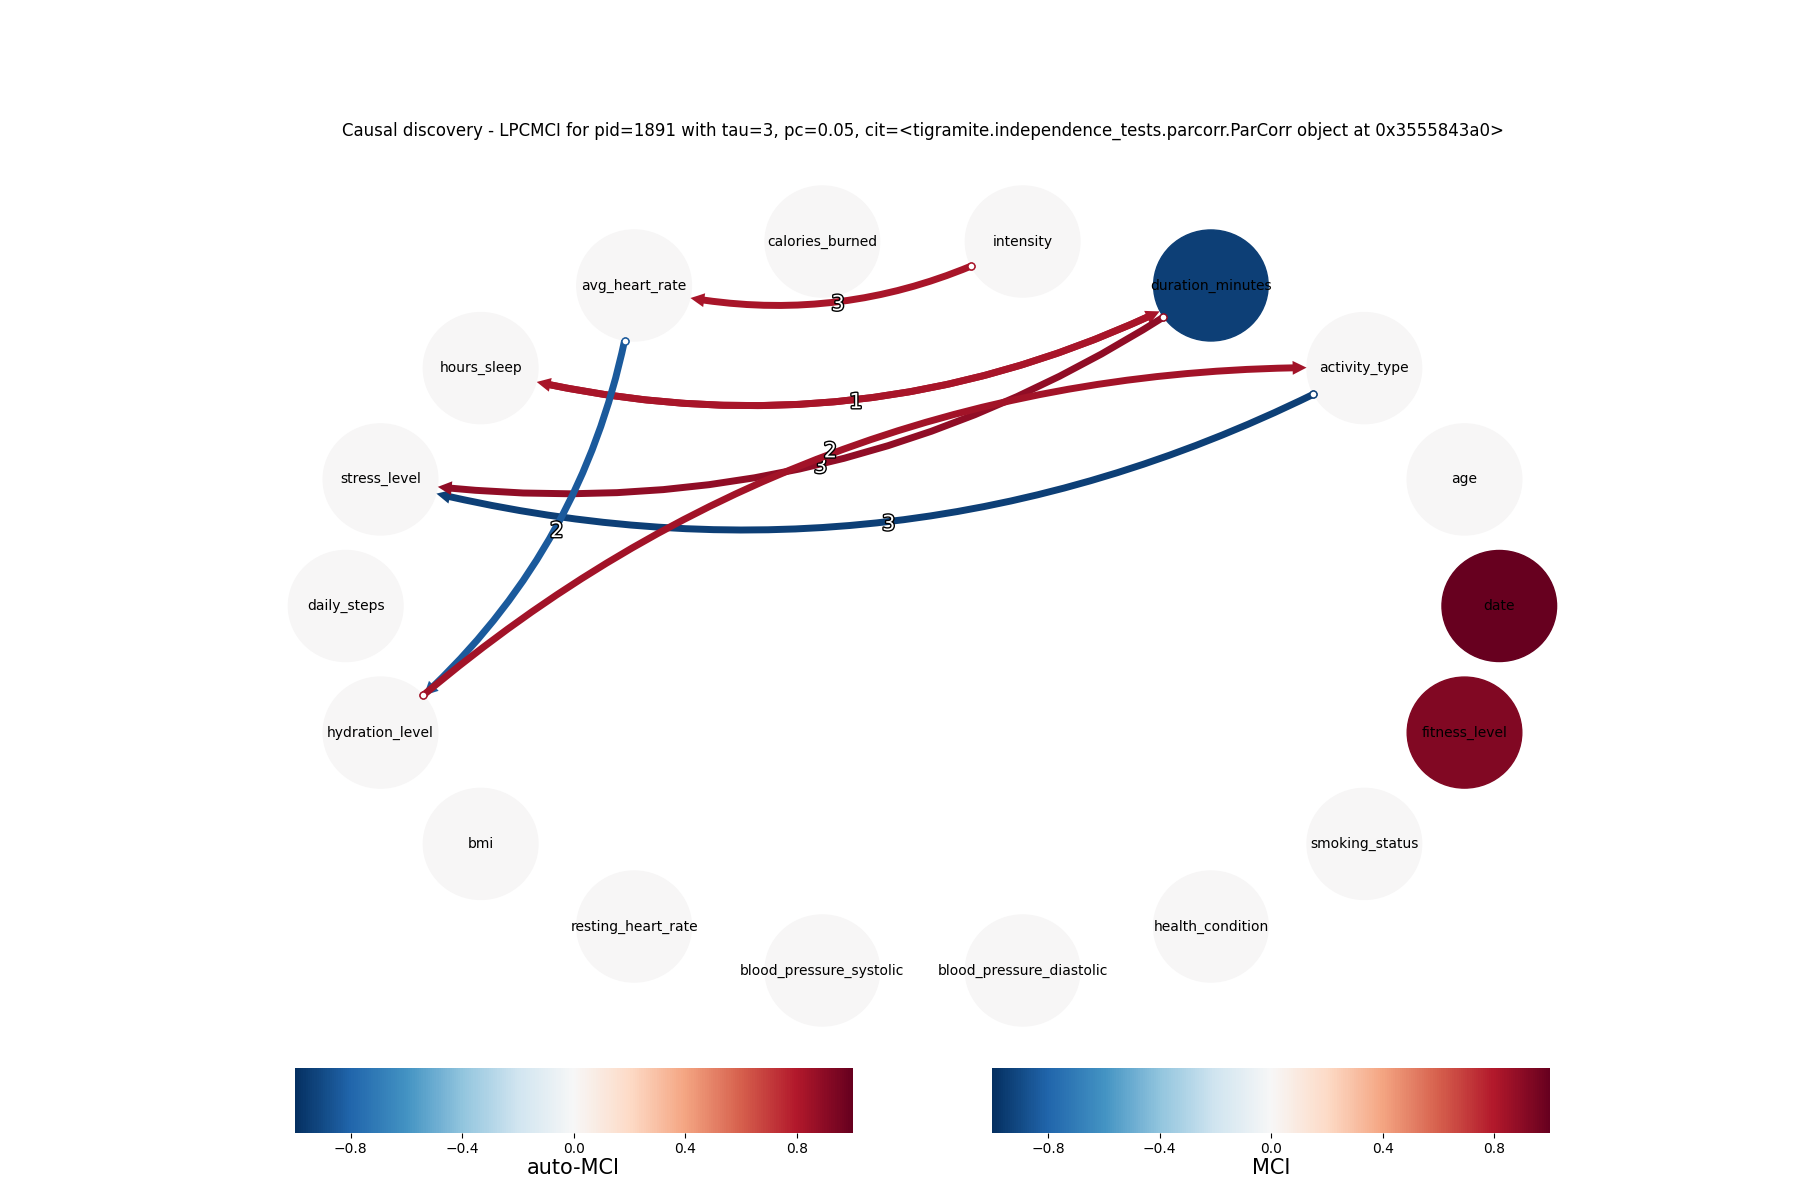 Causal discovery - LPCMCI for pid=1891 with tau=3, pc=0.05, cit=<tigramite.independence_tests.parcorr.ParCorr object at 0x3555843a0>
calories_burned
intensity
avg_heart_rate
duration_minutes
3
hours_sleep
activity_type
1
2
3
stress_level
age
3
2
daily_steps
date
hydration_level
fitness_level
bmi
smoking_status
resting_heart_rate
health_condition
blood_pressure_systolic
blood_pressure_diastolic
−0.8 −0.4 0.0 0.4 0.8
auto-MCI
−0.8 −0.4 0.0 0.4 0.8
MCI